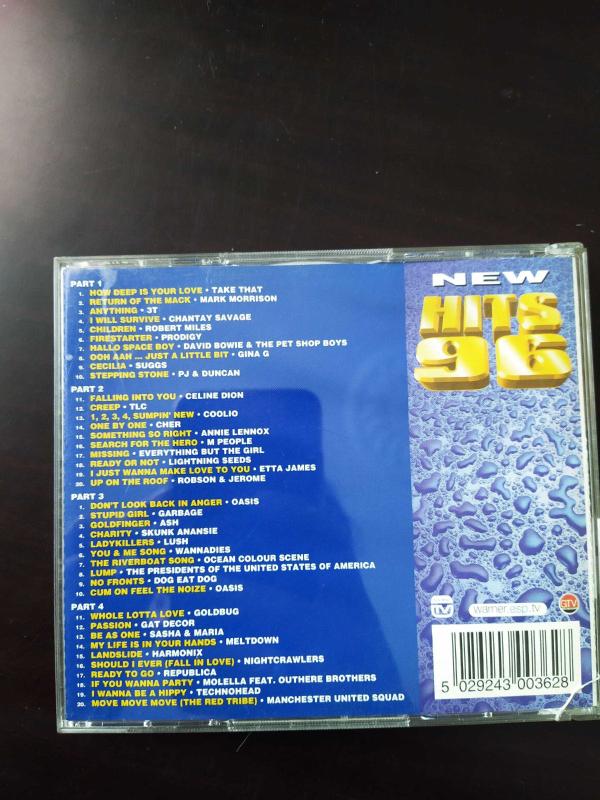 PART 1
1. HOW DEEP IS YOUR LOVE • TAKE THAT
2. RETURN OF THE MACK • MARK MORRISON
3. ANYTHING • 3T
4. I WILL SURVIVE • CHANTAY SAVAGE
5. CHILDREN • ROBERT MILES
6. FIRESTARTER • PRODIGY
7. HALLO SPACE BOY • DAVID BOWIE & THE PET SHOP BOYS
8. OOH AAH ... JUST A LITTLE BIT • GINA G
9. CECILIA • SUGGS
10. STEPPING STONE • PJ & DUNCAN
PART 2
11. FALLING INTO YOU • CELINE DION
12. CREEP • TLC
13. 1, 2, 3, 4, SUMPIN' NEW • COOLIO
14. ONE BY ONE • CHER
15. SOMETHING SO RIGHT • ANNIE LENNOX
16. SEARCH FOR THE HERO • M PEOPLE
17. MISSING • EVERYTHING BUT THE GIRL
18. READY OR NOT • LIGHTNING SEEDS
19. I JUST WANNA MAKE LOVE TO YOU • ETTA JAMES
20. UP ON THE ROOF • ROBSON & JEROME
PART 3
1. DON'T LOOK BACK IN ANGER • OASIS
2. STUPID GIRL • GARBAGE
3. GOLDFINGER • ASH
4. CHARITY • SKUNK ANANSIE
5. LADYKILLERS • LUSH
6. YOU & ME SONG • WANNADIES
7. THE RIVERBOAT SONG • OCEAN COLOUR SCENE
8. LUMP • THE PRESIDENTS OF THE UNITED STATES OF AMERICA
9. NO FRONTS • DOG EAT DOG
10. CUM ON FEEL THE NOIZE • OASIS
PART 4
11. WHOLE LOTTA LOVE • GOLDBUG
12. PASSION • GAT DECOR
13. BE AS ONE • SASHA & MARIA
14. MY LIFE IS IN YOUR HANDS • MELTDOWN
15. LANDSLIDE • HARMONIX
16. SHOULD I EVER (FALL IN LOVE) • NIGHTCRAWLERS
17. READY TO GO • REPUBLICA
18. IF YOU WANNA PARTY • MOLELLA FEAT. OUTHERE BROTHERS
19. I WANNA BE A HIPPY • TECHNOHEAD
20. MOVE MOVE MOVE (THE RED TRIBE) • MANCHESTER UNITED SQUAD
NEW
HITS
96
TV
warner.esp.tv
GTV
5 029243 003628